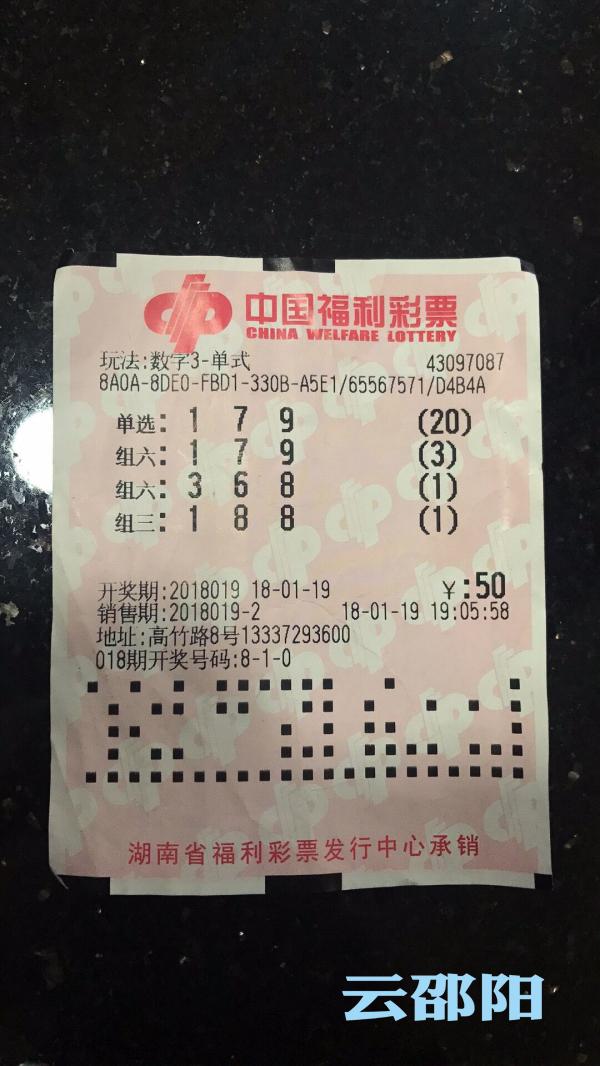 中国福利彩票
CHINA WELFARE LOTTERY
玩法:数字3-单式 43097087
8A0A-8DE0-FBD1-330B-A5E1/65567571/D4B4A
单选: 1 7 9 (20)
组六: 1 7 9 (3)
组六: 3 6 8 (1)
组三: 1 8 8 (1)
开奖期:2018019 18-01-19 ￥:50
销售期:2018019-2 18-01-19 19:05:58
地址:高竹路8号13337293600
018期开奖号码:8-1-0
湖南省福利彩票发行中心承销
云邵阳